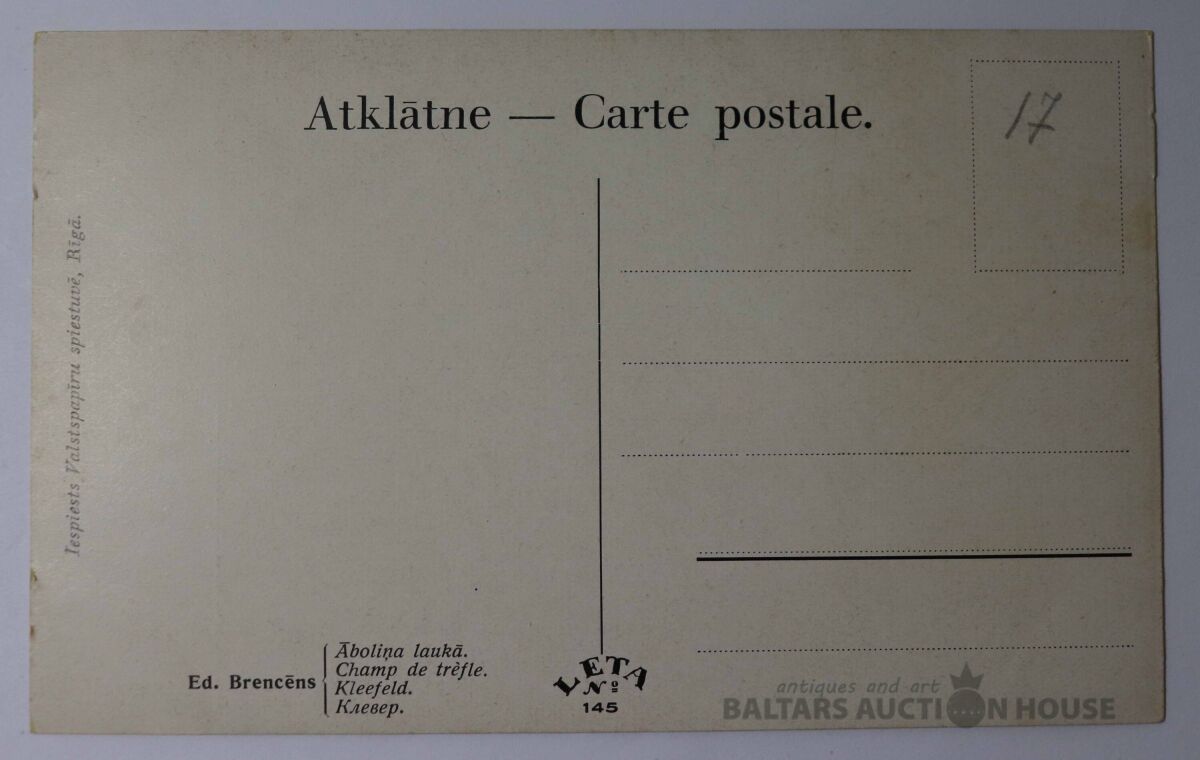 Atklātne — Carte postale.
17
Iespiests Valstspapīru spiestuvē, Rīgā.
Ed. Brencēns
Āboliņa laukā.
Champ de trèfle.
Kleefeld.
Клевер.
LETA
№
145
antiques and art
BALTARS AUCTION HOUSE